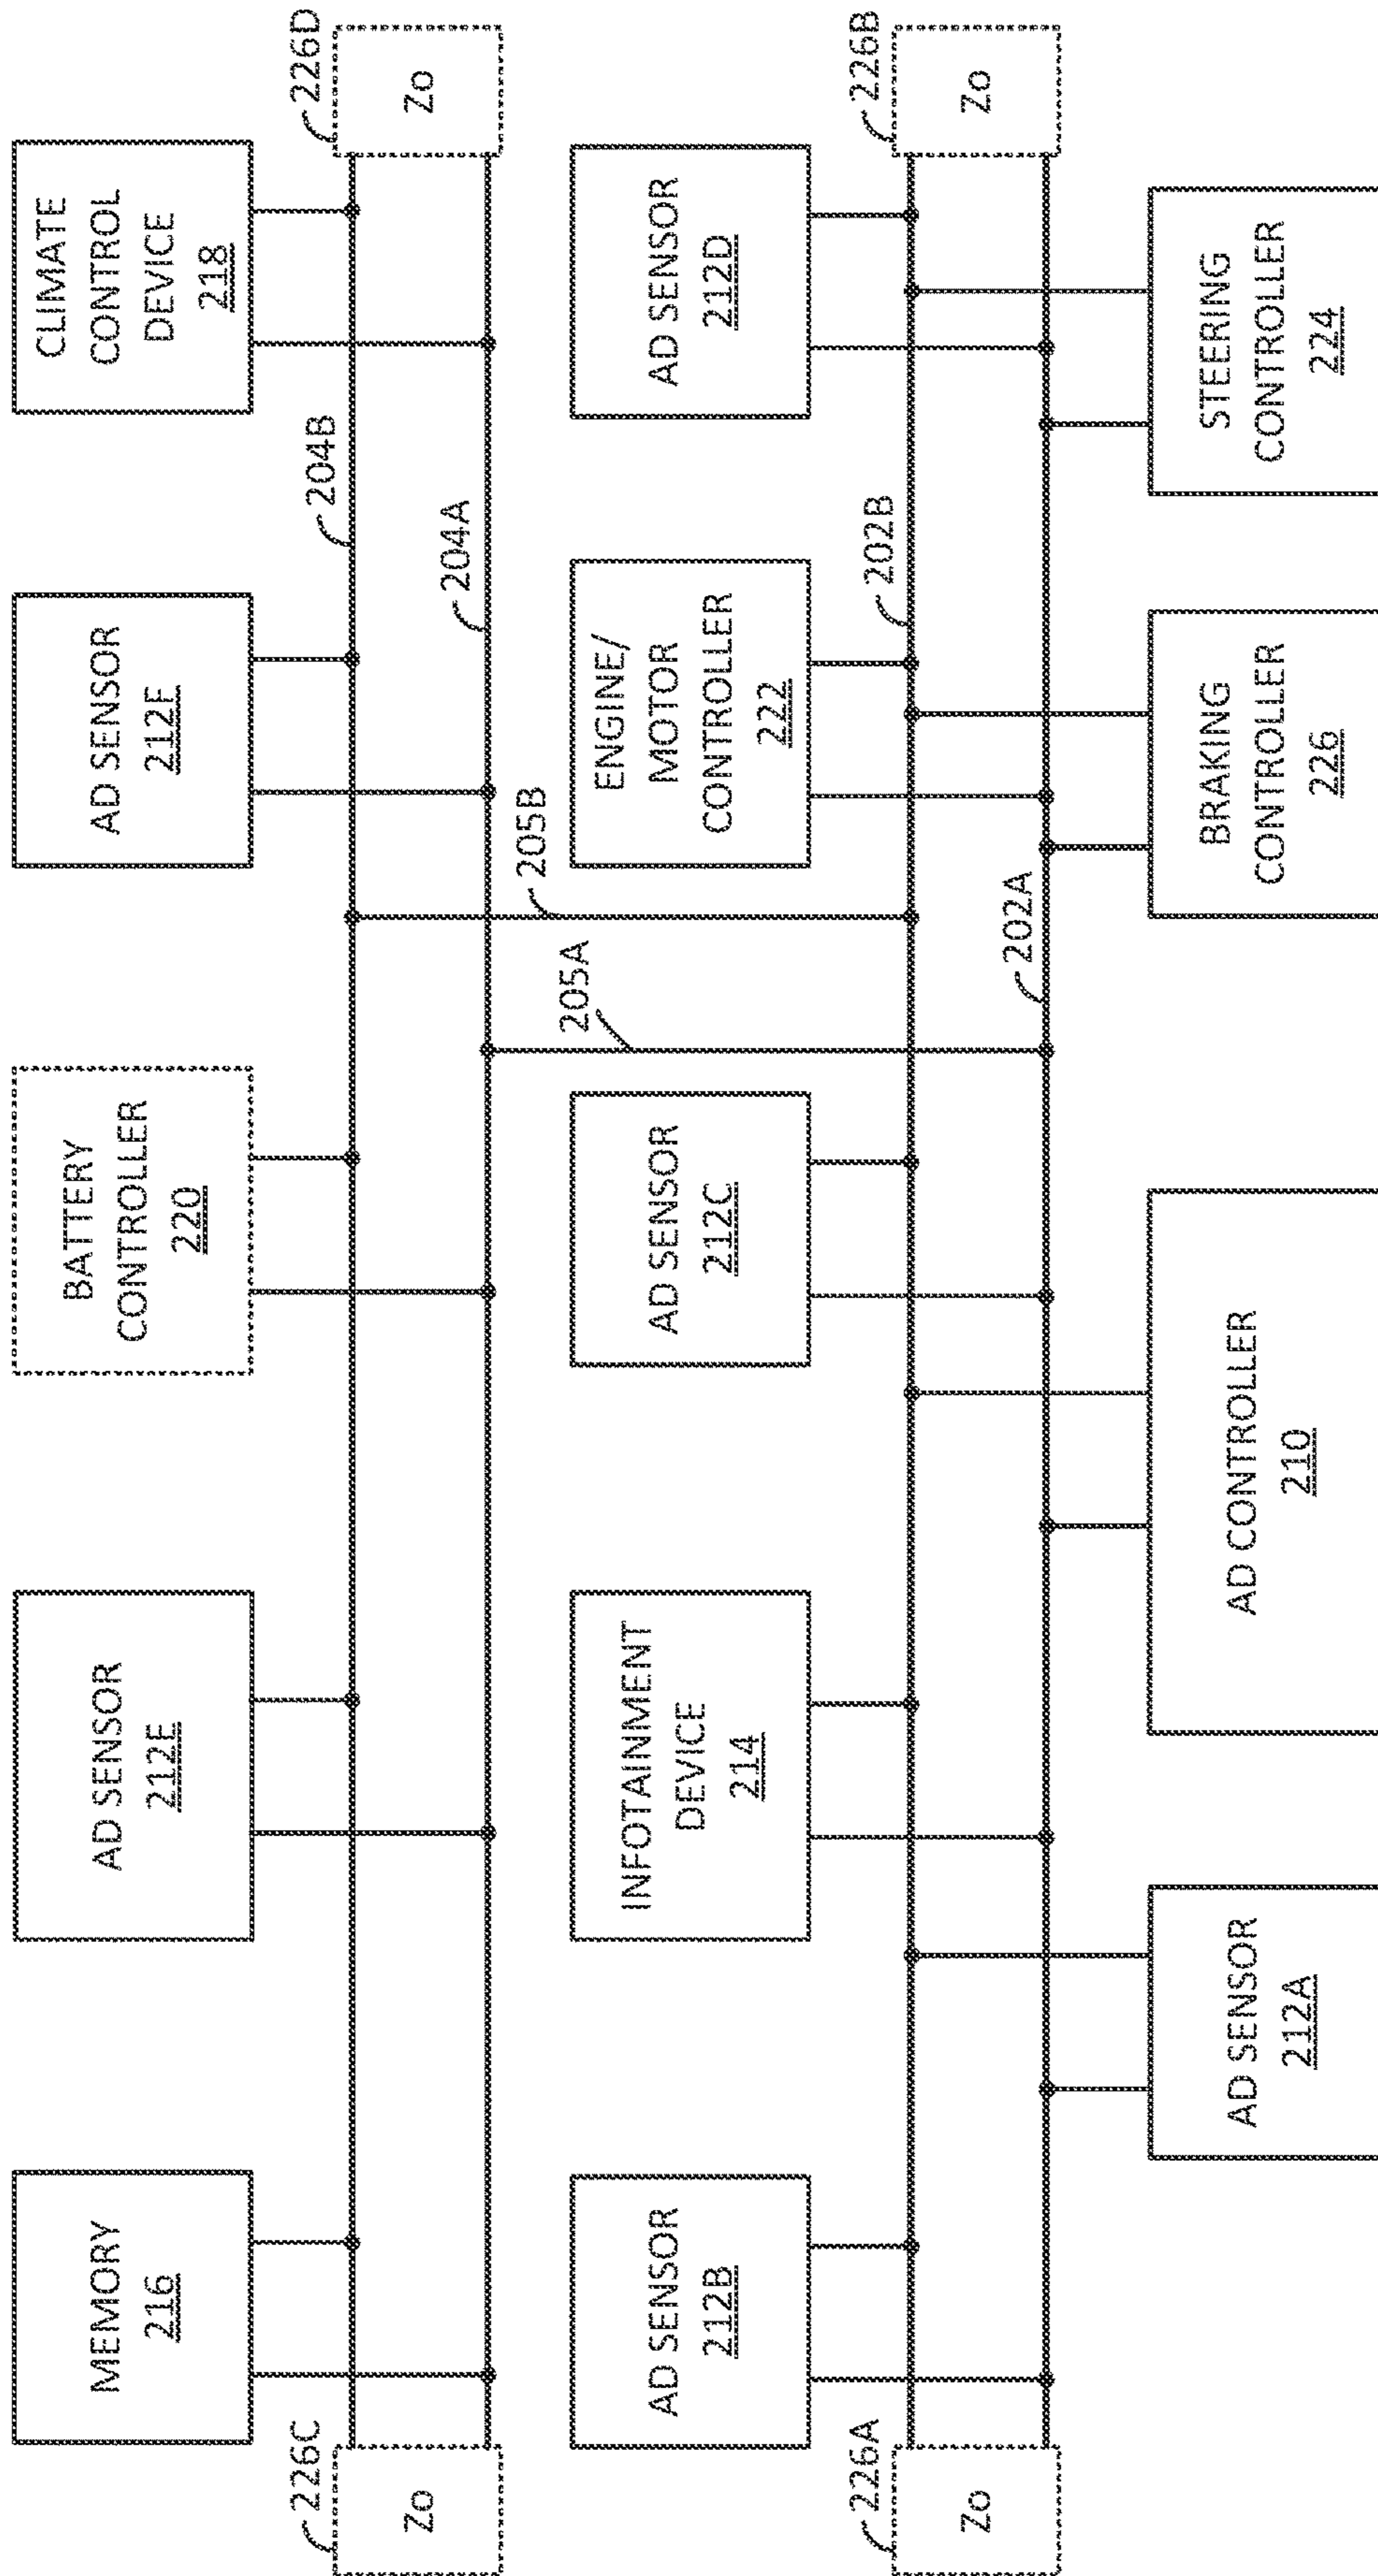 MEMORY
216
AD SENSOR
212E
BATTERY
CONTROLLER
220
AD SENSOR
212F
CLIMATE
CONTROL
DEVICE
218
226C
Zo
204B
204A
226D
Zo
205B
205A
AD SENSOR
212B
INFOTAINMENT
DEVICE
214
AD SENSOR
212C
ENGINE/
MOTOR
CONTROLLER
222
AD SENSOR
212D
226A
Zo
202B
202A
226B
Zo
AD SENSOR
212A
AD CONTROLLER
210
BRAKING
CONTROLLER
226
STEERING
CONTROLLER
224